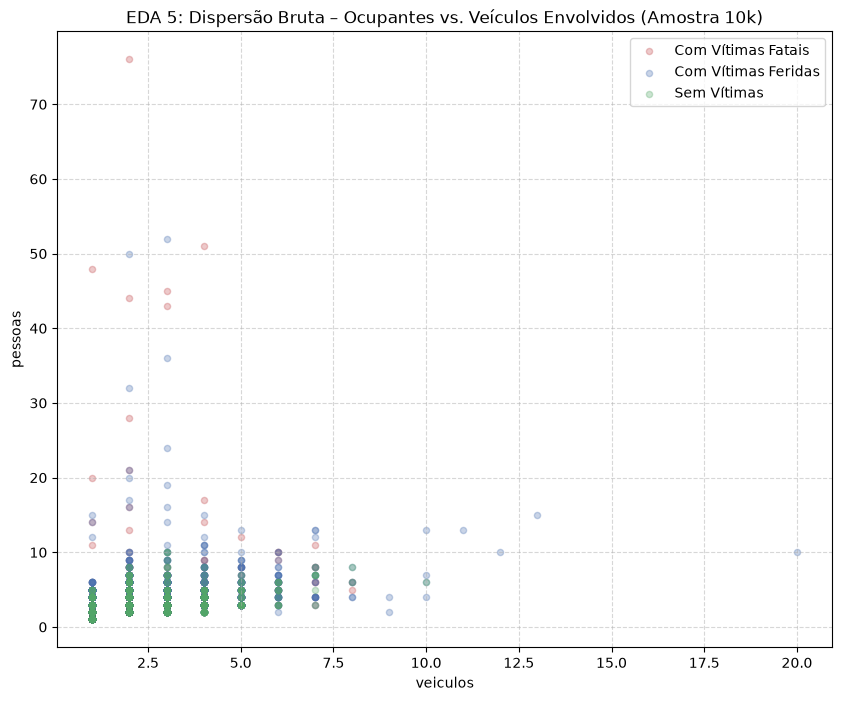 EDA 5: Dispersão Bruta – Ocupantes vs. Veículos Envolvidos (Amostra 10k)
Com Vítimas Fatais
Com Vítimas Feridas
Sem Vítimas
pessoas
70
60
50
40
30
20
10
0
2.5 5.0 7.5 10.0 12.5 15.0 17.5 20.0
veiculos